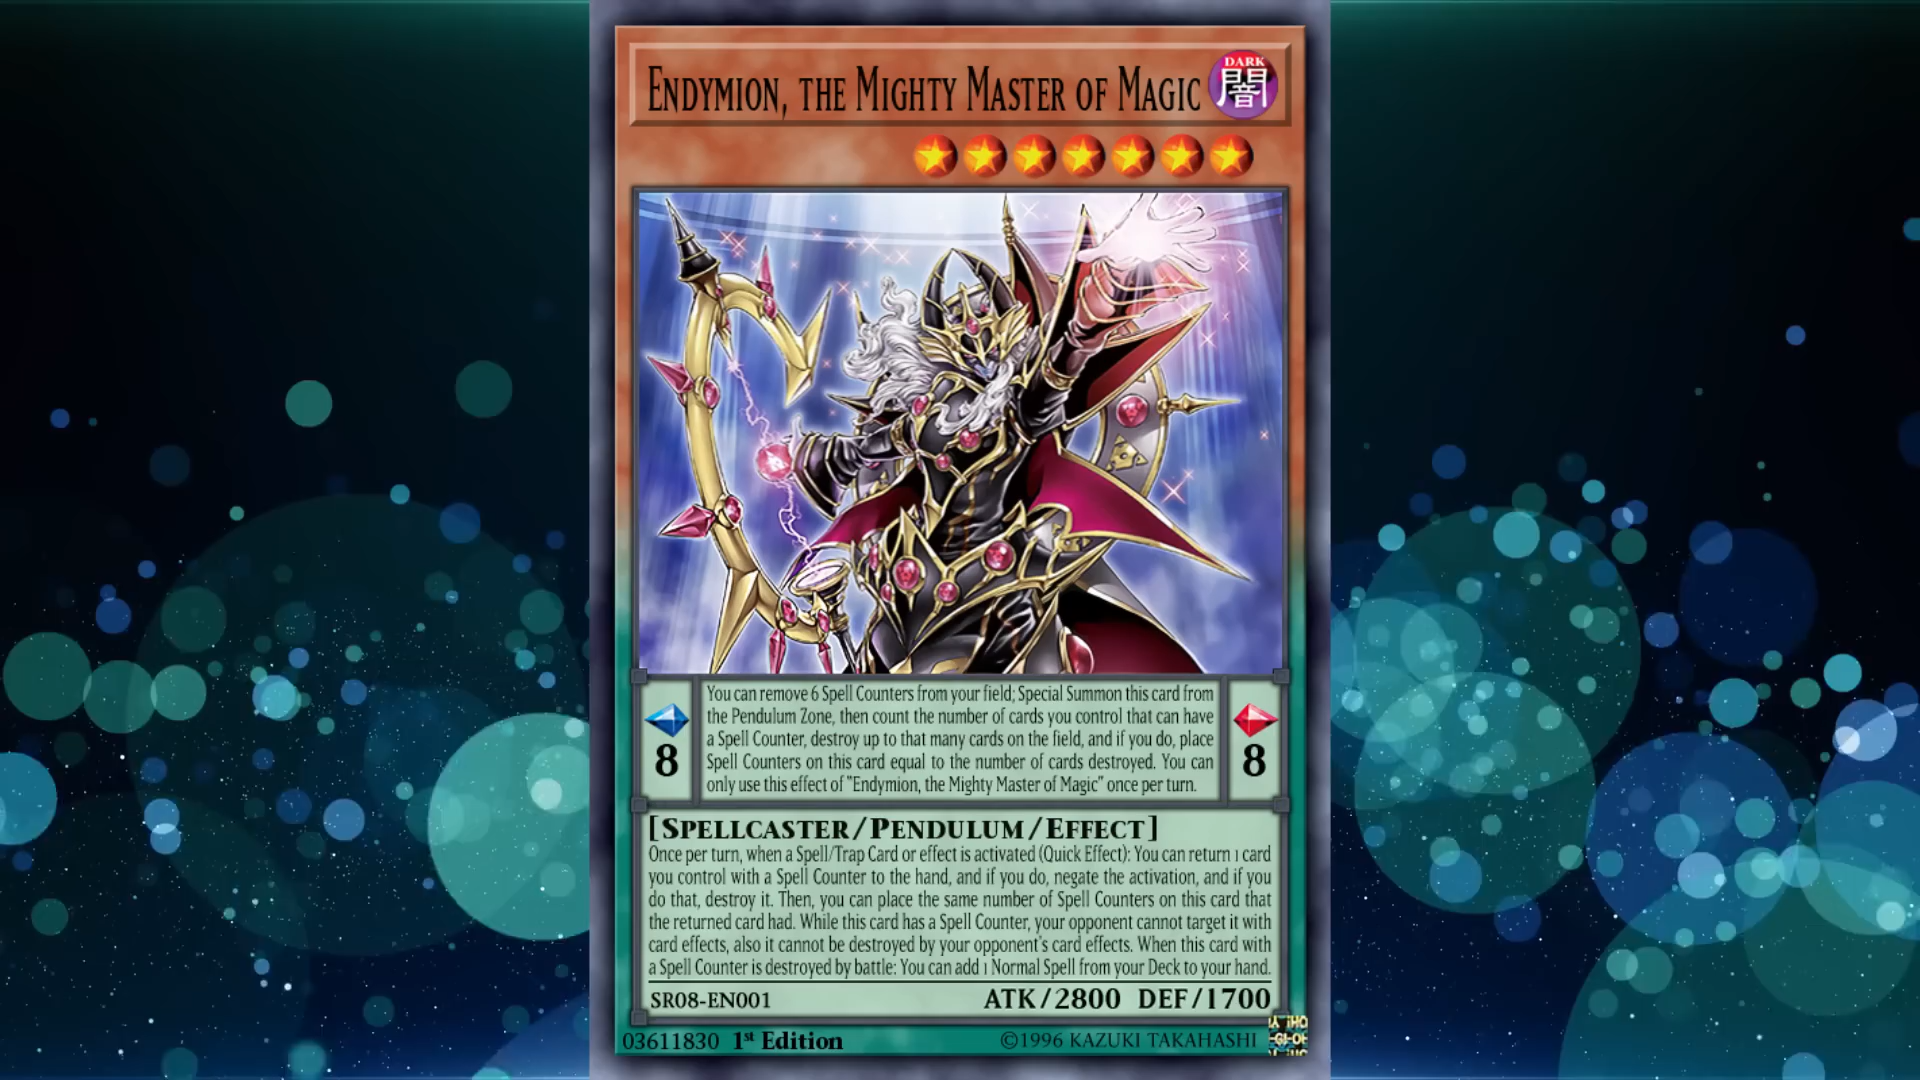 Endymion, the Mighty Master of Magic
DARK
闇
You can remove 6 Spell Counters from your field; Special Summon this card from
the Pendulum Zone, then count the number of cards you control that can have
a Spell Counter, destroy up to that many cards on the field, and if you do, place
Spell Counters on this card equal to the number of cards destroyed. You can
only use this effect of "Endymion, the Mighty Master of Magic" once per turn.
8
8
[Spellcaster/Pendulum/Effect]
Once per turn, when a Spell/Trap Card or effect is activated (Quick Effect): You can return 1 card
you control with a Spell Counter to the hand, and if you do, negate the activation, and if you
do that, destroy it. Then, you can place the same number of Spell Counters on this card that
the returned card had. While this card has a Spell Counter, your opponent cannot target it with
card effects, also it cannot be destroyed by your opponent's card effects. When this card with
a Spell Counter is destroyed by battle: You can add 1 Normal Spell from your Deck to your hand.
SR08-EN001
ATK/2800 DEF/1700
03611830 1st Edition
©1996 KAZUKI TAKAHASHI